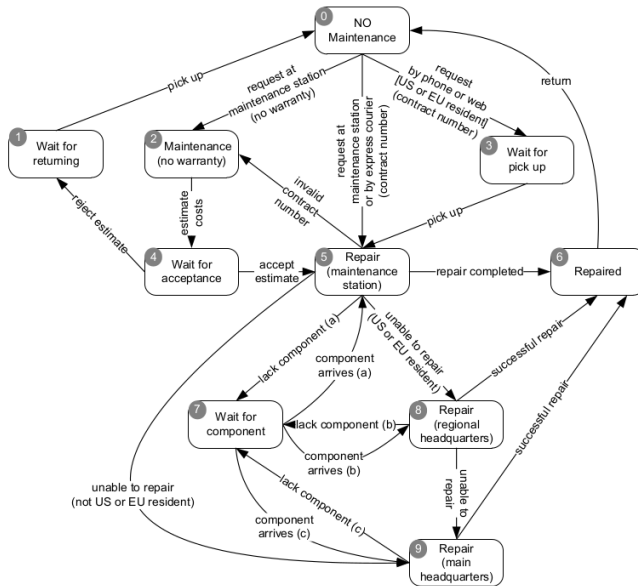 0
NO
Maintenance
pick up
request at
maintenance station
(no warranty)
request
by phone or web
[US or EU resident]
(contract number)
return
1
Wait for
returning
2
Maintenance
(no warranty)
request at
maintenance station
or by express courier
(contract number)
3
Wait for
pick up
invalid
contract
number
estimate
costs
pick up
reject estimate
4
Wait for
acceptance
accept
estimate
5
Repair
(maintenance
station)
repair completed
6
Repaired
lack component (a)
component
arrives (a)
unable to repair
(US or EU resident)
successful repair
7
Wait for
component
lack component (b)
component
arrives (b)
8
Repair
(regional
headquarters)
successful repair
unable to repair
(not US or EU resident)
lack component (c)
component
arrives (c)
unable to
repair
9
Repair
(main
headquarters)